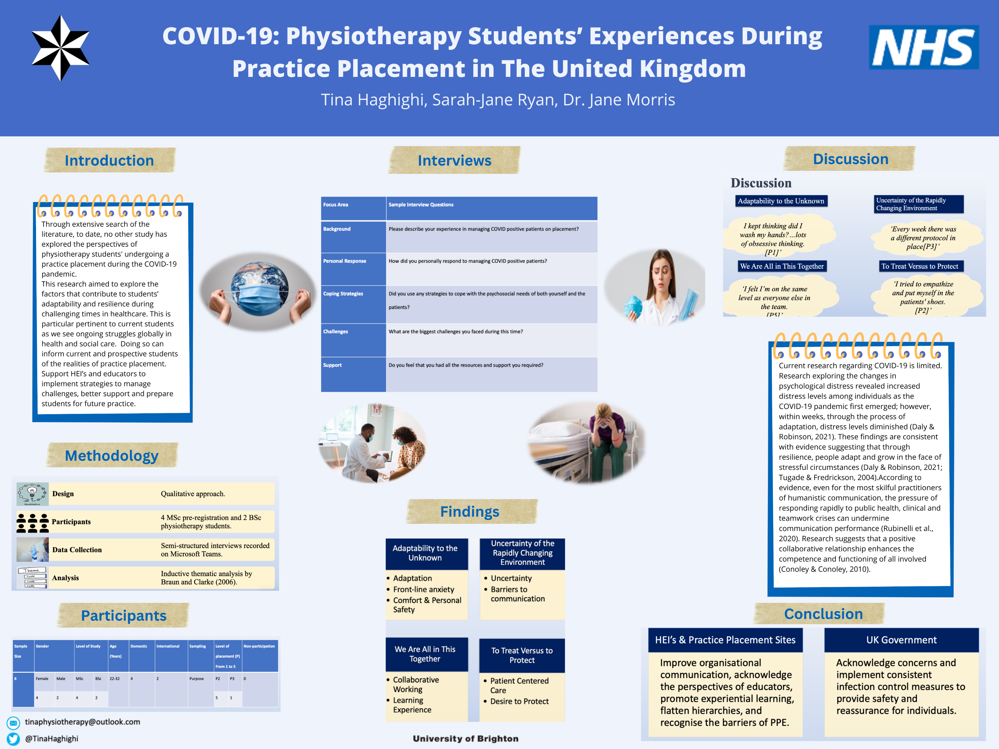 COVID-19: Physiotherapy Students’ Experiences During
Practice Placement in The United Kingdom
Tina Haghighi, Sarah-Jane Ryan, Dr. Jane Morris
NHS
Introduction
Through extensive search of the
literature, to date, no other study has
explored the perspectives of
physiotherapy students' undergoing a
practice placement during the COVID-19
pandemic.
This research aimed to explore the
factors that contribute to students’
adaptability and resilience during
challenging times in healthcare. This is
particular pertinent to current students
as we see ongoing struggles globally in
health and social care.  Doing so can
inform current and prospective students
of the realities of practice placement.
Support HEI’s and educators to
implement strategies to manage
challenges, better support and prepare
students for future practice.
Methodology
Qualitative
Design
Qualitative approach.
Participants
4 MSc pre-registration and 2 BSc
physiotherapy students.
Data Collection
Semi-structured interviews recorded
on Microsoft Teams.
Theme
Code
Code
Code
Analysis
Inductive thematic analysis by
Braun and Clarke (2006).
Participants
Sample Size
Gender
Level of Study
Age (Years)
Domestic
International
Sampling
Level of placement (P) From 1 to 5
Non-participation
6 Female Male MSc BSc 22-32 4 2 Purpose P2 P3 0
4 2 4 2 5 1
tinaphysiotherapy@outlook.com
@TinaHaghighi
Interviews
Focus Area Sample Interview Questions
Background Please describe your experience in managing COVID positive patients on placement?
Personal Response How did you personally respond to managing COVID positive patients?
Coping Strategies Did you use any strategies to cope with the psychosocial needs of both yourself and the
patients?
Challenges What are the biggest challenges you faced during this time?
Support Do you feel that you had all the resources and support you required?
Findings
Adaptability to the
Unknown
• Adaptation
• Front-line anxiety
• Comfort & Personal
Safety
Uncertainty of the
Rapidly Changing
Environment
• Uncertainty
• Barriers to
communication
We Are All in This
Together
• Collaborative
Working
• Learning
Experience
To Treat Versus to
Protect
• Patient Centered
Care
• Desire to Protect
University of Brighton
Discussion
Discussion
Adaptability to the Unknown
I kept thinking did I
wash my hands?…lots
of obsessive thinking.
[P1]’
Uncertainty of the Rapidly
Changing Environment
‘Every week there was
a different protocol in
place[P3]’
We Are All in This Together
‘I felt I’m on the same
level as everyone else in
the team.
[P5]’
To Treat Versus to Protect
‘I tried to empathize
and put myself in the
patients' shoes.
[P2]’
Current research regarding COVID-19 is limited.
Research exploring the changes in
psychological distress revealed increased
distress levels among individuals as the
COVID-19 pandemic first emerged; however,
within weeks, through the process of
adaptation, distress levels diminished (Daly &
Robinson, 2021). These findings are consistent
with evidence suggesting that through
resilience, people adapt and grow in the face of
stressful circumstances (Daly & Robinson, 2021;
Tugade & Fredrickson, 2004).According to
evidence, even for the most skilful practitioners
of humanistic communication, the pressure of
responding rapidly to public health, clinical and
teamwork crises can undermine
communication performance (Rubinelli et al.,
2020). Research suggests that a positive
collaborative relationship enhances the
competence and functioning of all involved
(Conoley & Conoley, 2010).
Conclusion
HEI’s & Practice Placement Sites
Improve organisational
communication, acknowledge
the perspectives of educators,
promote experiential learning,
flatten hierarchies, and
recognise the barriers of PPE.
UK Government
Acknowledge concerns and
implement consistent
infection control measures to
provide safety and
reassurance for individuals.